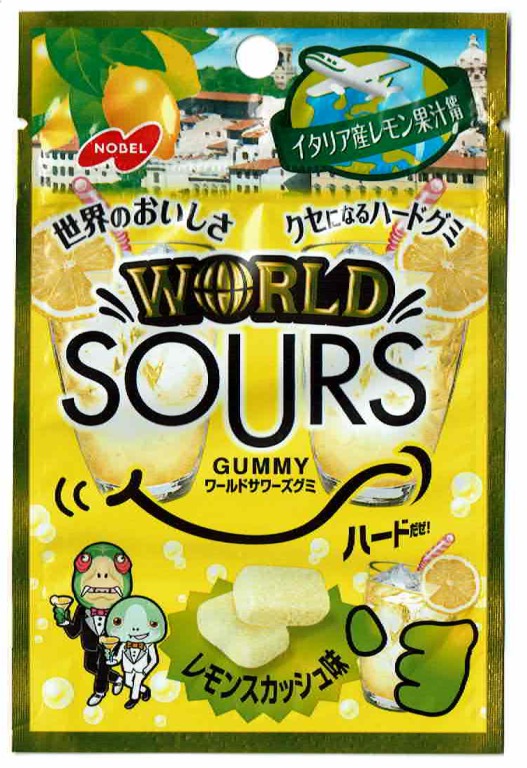 NOBEL
イタリア産レモン果汁使用
世界のおいしさ
クセになるハードグミ
WORLD
SOURS
GUMMY
ワールドサワーズグミ
ハードだぜ!
レモンスカッシュ味